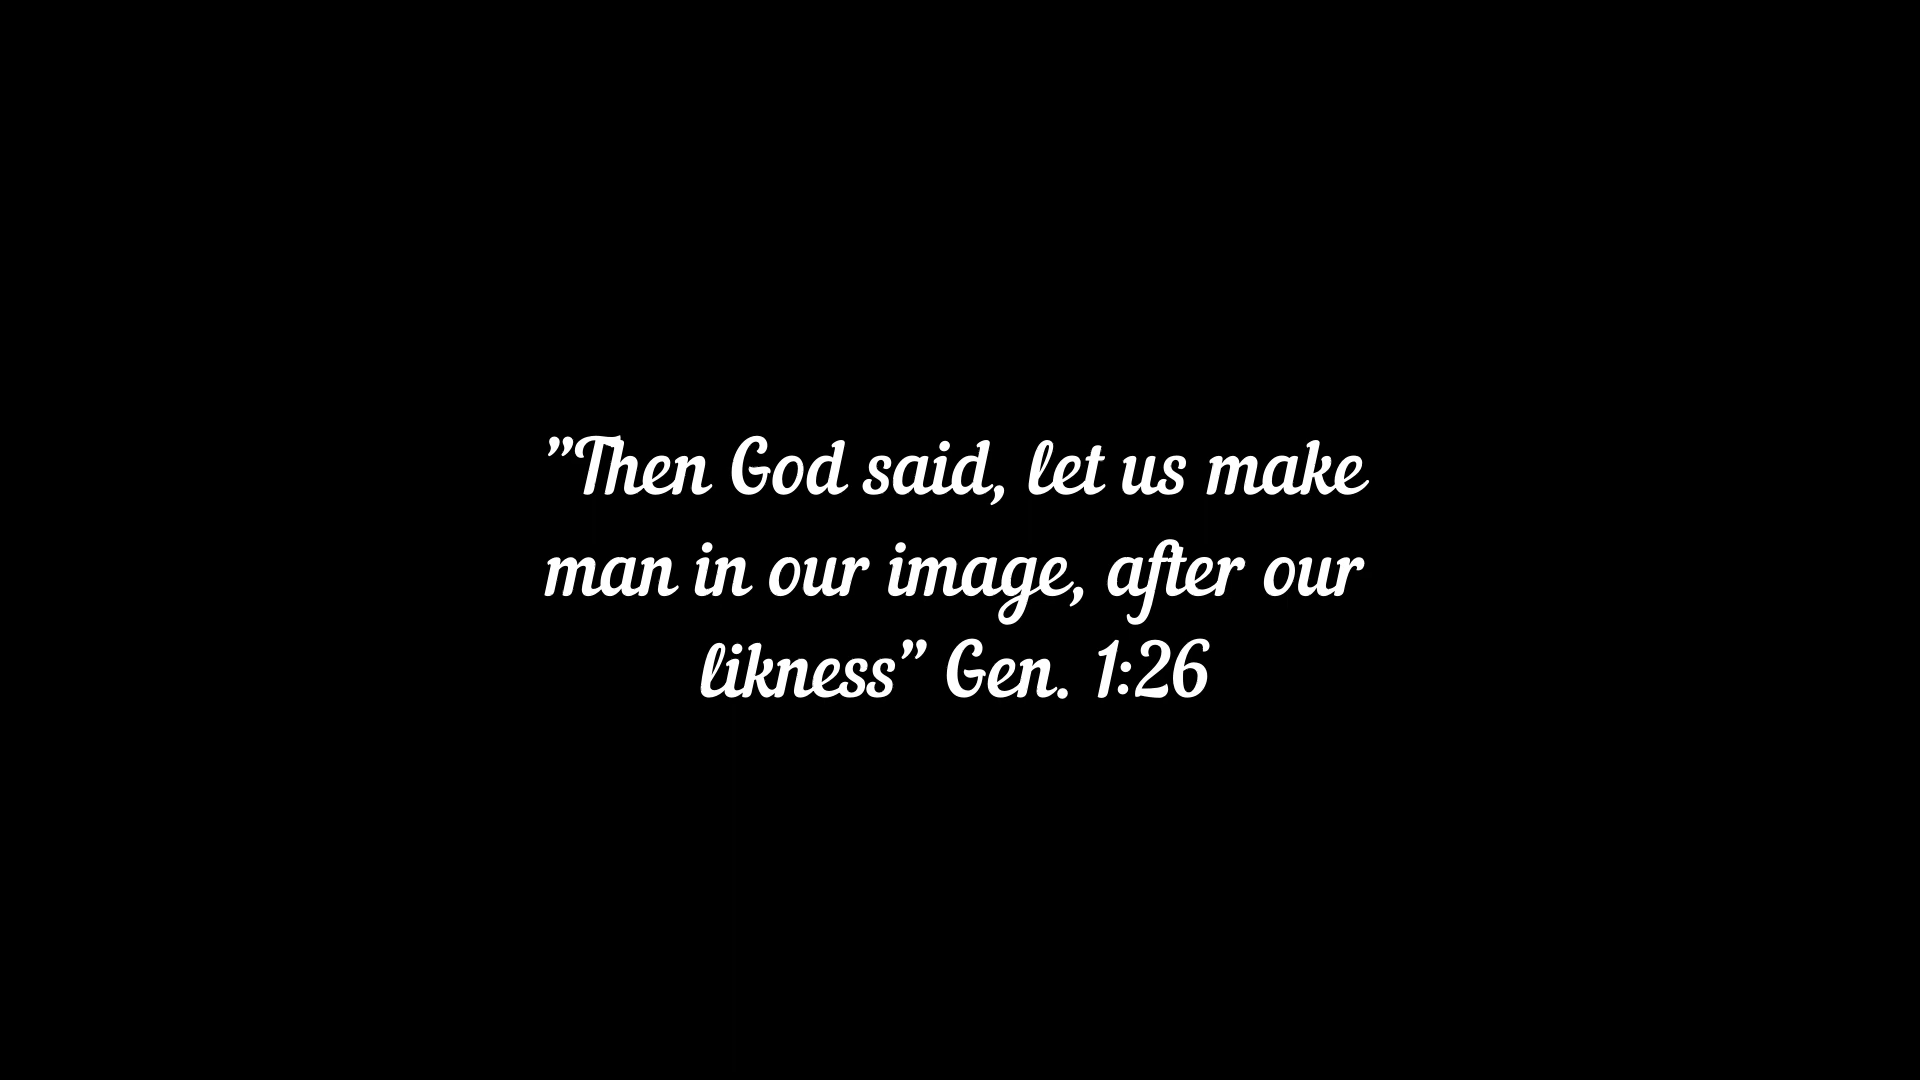 ”Then God said, let us make
man in our image, after our
likness” Gen. 1:26